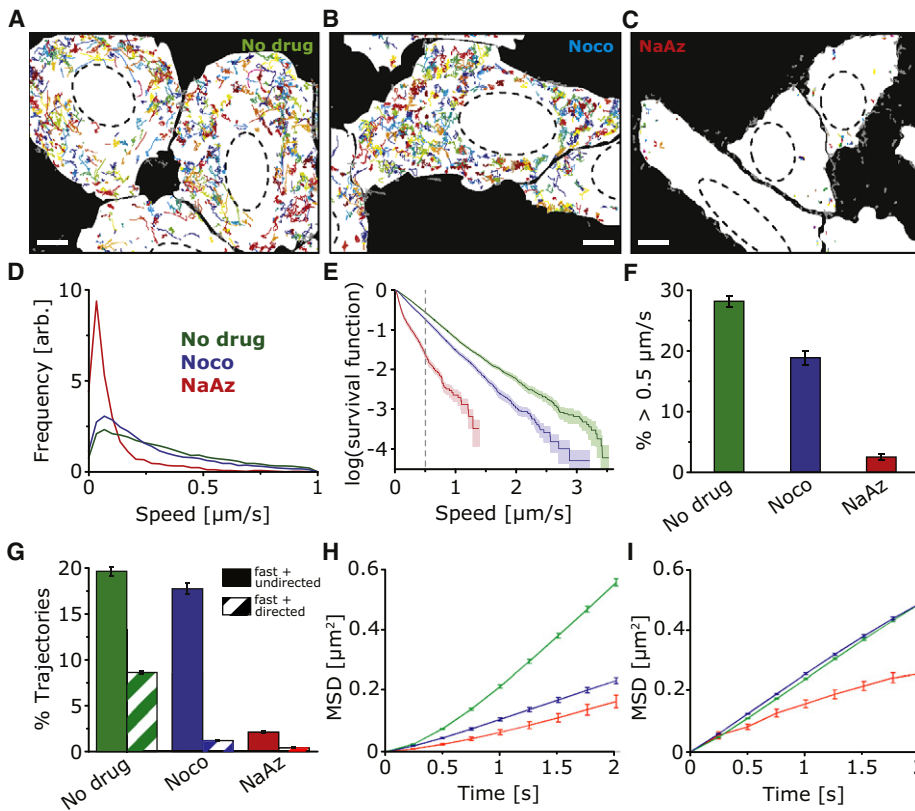 A
No drug
B
Noco
C
NaAz
D
Frequency [arb.]
10
5
0
0
0.5
1
Speed [µm/s]
No drug
Noco
NaAz
E
log(survival function)
0
-1
-2
-3
-4
0
1
2
3
Speed [µm/s]
F
% > 0.5 µm/s
30
20
10
0
No drug
Noco
NaAz
G
% Trajectories
20
15
10
5
0
No drug
Noco
NaAz
fast +
undirected
fast +
directed
H
MSD [µm²]
0.6
0.4
0.2
0
0
0.5
1
1.5
2
Time [s]
I
MSD [µm²]
0.6
0.4
0.2
0
0
0.5
1
1.5
2
Time [s]